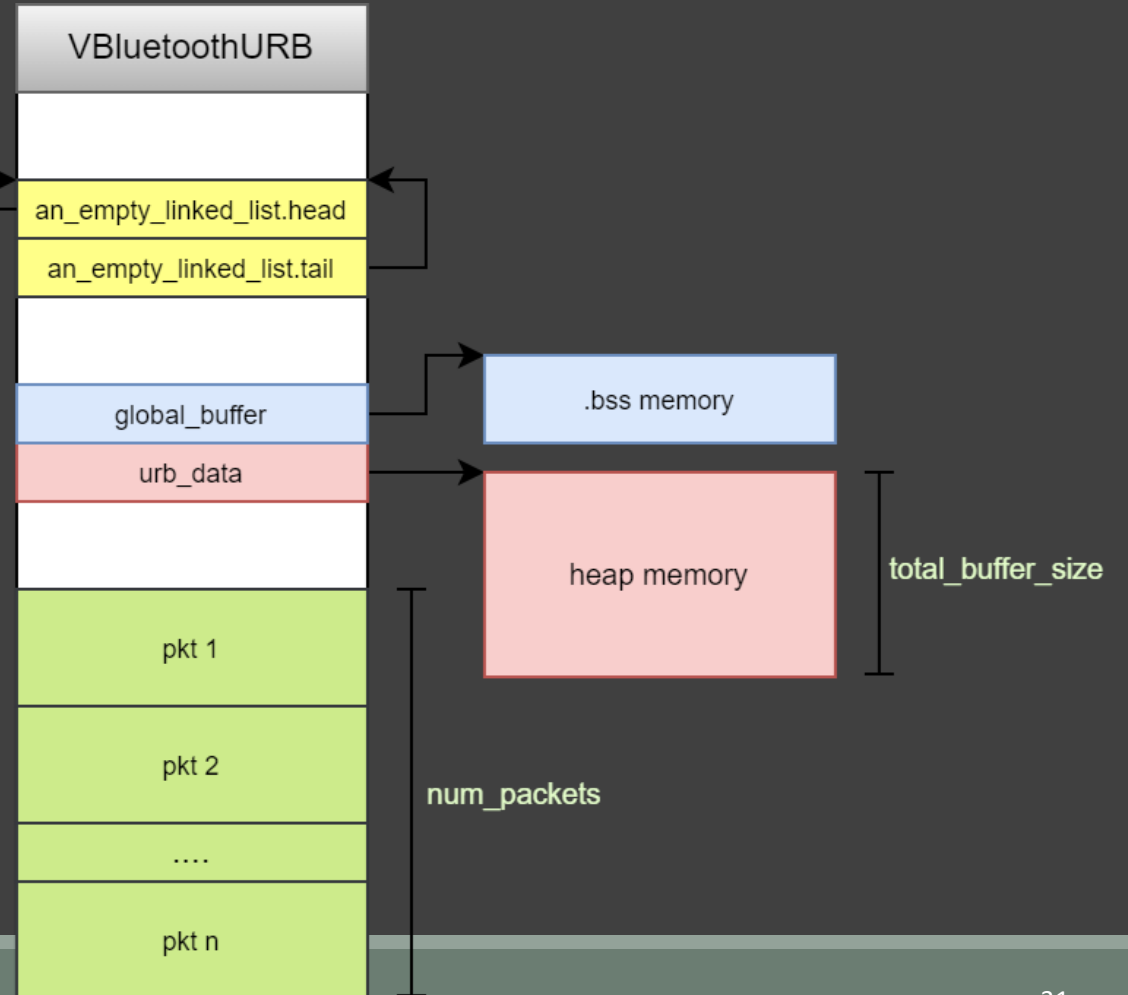 VBluetoothURB
an_empty_linked_list.head
an_empty_linked_list.tail
global_buffer
.bss memory
urb_data
heap memory
total_buffer_size
pkt 1
pkt 2
num_packets
....
pkt n